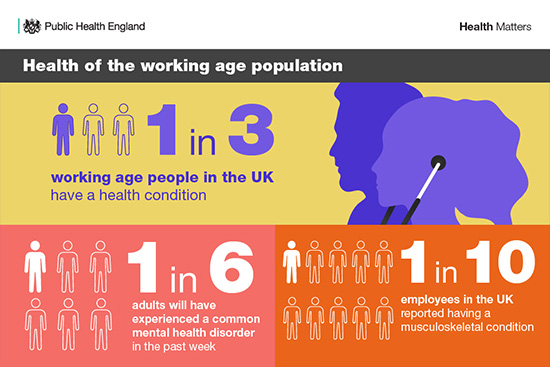 Public Health England
Health Matters
Health of the working age population
1 in 3
working age people in the UK
have a health condition
1 in 6
adults will have
experienced a common
mental health disorder
in the past week
1 in 10
employees in the UK
reported having a
musculoskeletal condition